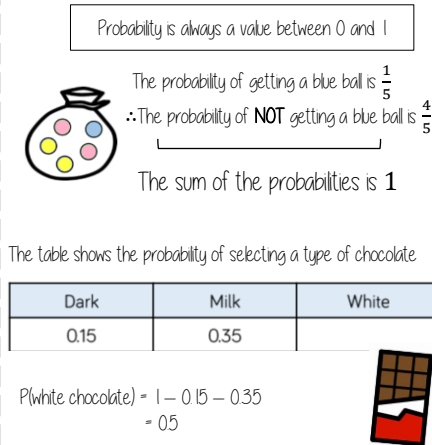 Probability is always a value between 0 and 1
The probability of getting a blue ball is 1/5
∴The probability of NOT getting a blue ball is 4/5
The sum of the probabilities is 1
The table shows the probability of selecting a type of chocolate
Dark Milk White
0.15 0.35
P(white chocolate) = 1 – 0.15 – 0.35
= 0.5